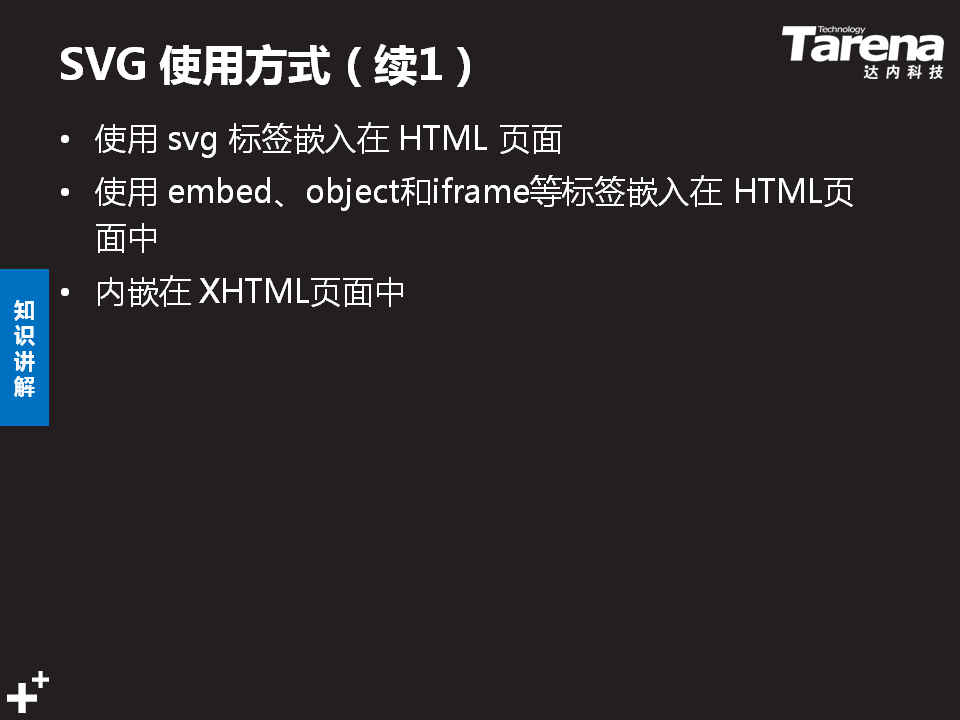 SVG 使用方式（续1）
Technology
Tarena
达内科技
• 使用 svg 标签嵌入在 HTML 页面
• 使用 embed、object和iframe等标签嵌入在 HTML页
面中
• 内嵌在 XHTML页面中
知
识
讲
解